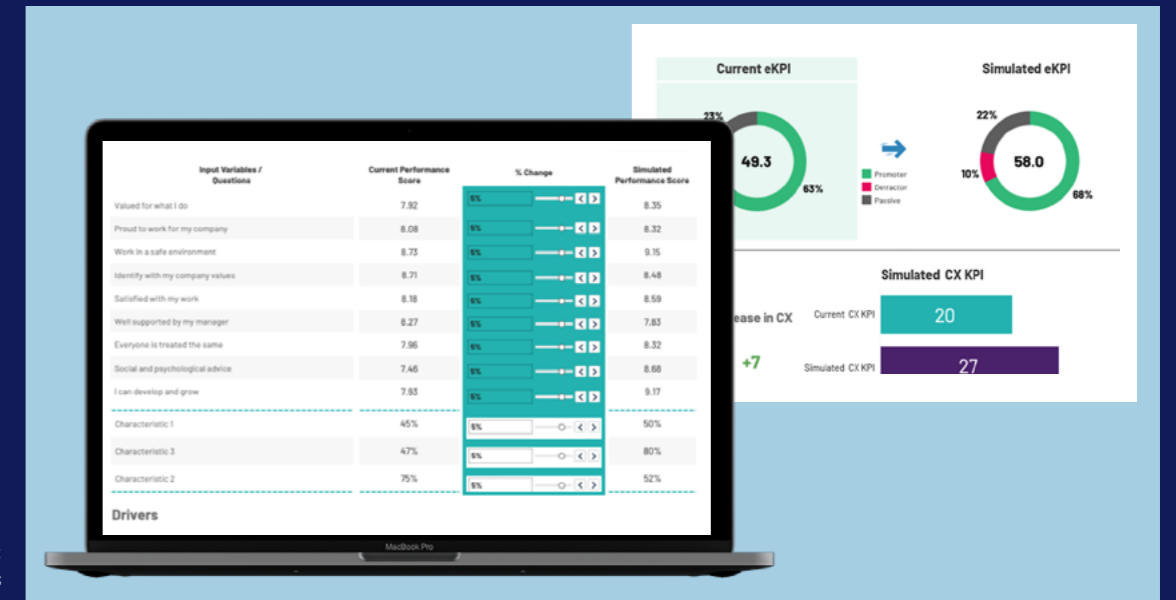 Current eKPI
Simulated eKPI
23%
49.3
63%
Promoter
Detractor
Passive
22%
10%
58.0
68%
Simulated CX KPI
ease in CX
+7
Current CX KPI
20
Simulated CX KPI
27
Input Variables / Questions
Current Performance Score
% Change
Simulated Performance Score
Valued for what I do 7.92 5% 8.35
Proud to work for my company 8.08 5% 8.32
Work in a safe environment 8.73 5% 9.15
Identify with my company values 8.71 5% 8.48
Satisfied with my work 8.18 5% 8.59
Well supported by my manager 8.27 5% 7.83
Everyone is treated the same 7.96 5% 8.32
Social and psychological advice 7.46 5% 8.68
I can develop and grow 7.93 5% 9.17
Characteristic 1 45% 5% 50%
Characteristic 3 47% 5% 80%
Characteristic 2 75% 5% 52%
Drivers
MacBook Pro